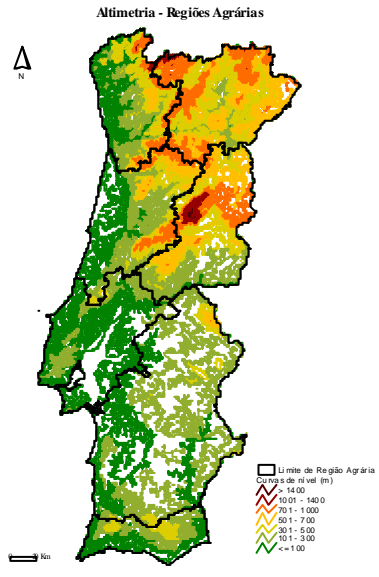 Altimetria - Regiões Agrárias
N
Limite de Região Agrária
Curvas de nível (m)
> 1400
1001 - 1400
701 - 1000
501 - 700
301 - 500
101 - 300
<=100
0
Km